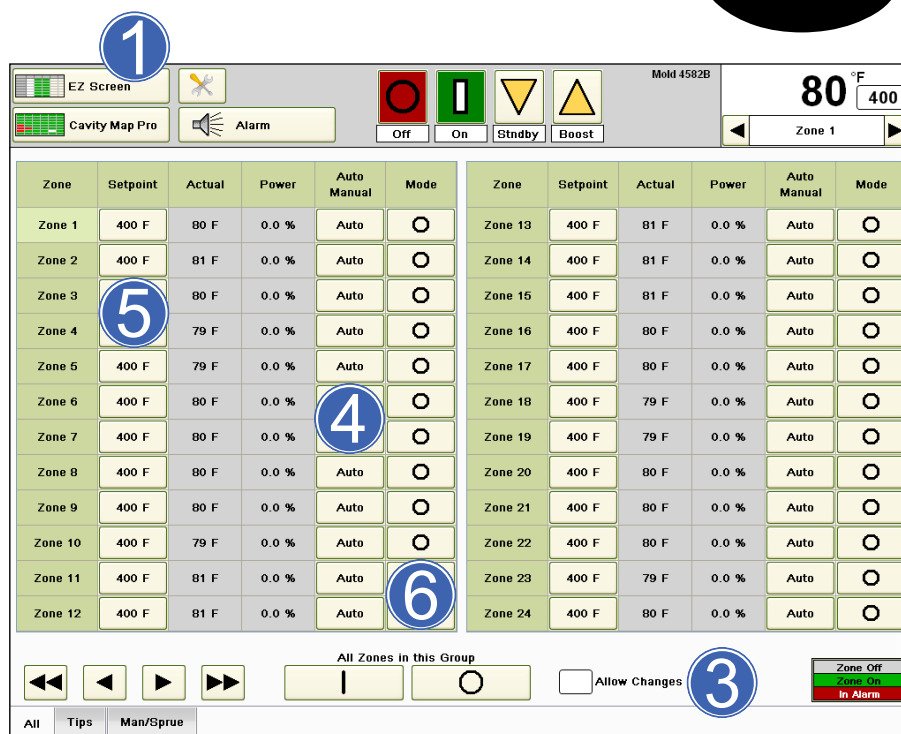 1
EZ Screen
Mold 4582B
80 °F
400
Cavity Map Pro
Alarm
Off On Stndby Boost
Zone 1
Zone Setpoint Actual Power Auto Manual Mode Zone Setpoint Actual Power Auto Manual Mode
Zone 1 400 F 80 F 0.0 % Auto Zone 13 400 F 81 F 0.0 % Auto
Zone 2 400 F 81 F 0.0 % Auto Zone 14 400 F 81 F 0.0 % Auto
Zone 3 80 F 0.0 % Auto Zone 15 400 F 81 F 0.0 % Auto
5
Zone 4 79 F 0.0 % Auto Zone 16 400 F 80 F 0.0 % Auto
Zone 5 400 F 79 F 0.0 % Auto Zone 17 400 F 80 F 0.0 % Auto
Zone 6 400 F 80 F 0.0 % Zone 18 400 F 79 F 0.0 % Auto
4
Zone 7 400 F 80 F 0.0 % Zone 19 400 F 79 F 0.0 % Auto
Zone 8 400 F 80 F 0.0 % Auto Zone 20 400 F 80 F 0.0 % Auto
Zone 9 400 F 80 F 0.0 % Auto Zone 21 400 F 80 F 0.0 % Auto
Zone 10 400 F 79 F 0.0 % Auto Zone 22 400 F 80 F 0.0 % Auto
Zone 11 400 F 81 F 0.0 % Auto Zone 23 400 F 79 F 0.0 % Auto
6
Zone 12 400 F 81 F 0.0 % Auto Zone 24 400 F 80 F 0.0 % Auto
All Zones in this Group
Allow Changes
3
Zone Off
Zone On
In Alarm
All Tips Man/Sprue